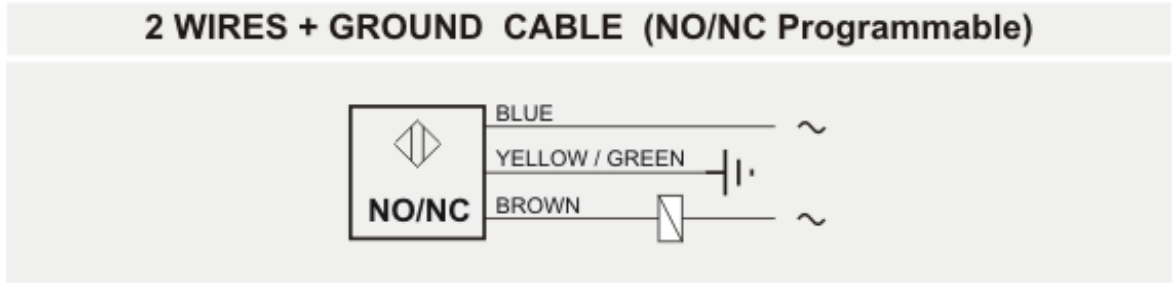 2 WIRES + GROUND CABLE (NO/NC Programmable)
BLUE
YELLOW / GREEN
NO/NC
BROWN